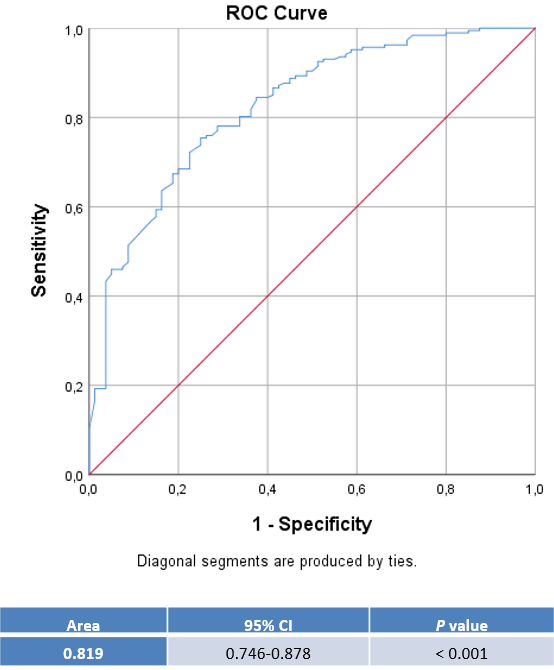 ROC Curve
1,0
0,8
0,6
0,4
0,2
0,0
Sensitivity
0,0 0,2 0,4 0,6 0,8 1,0
1 - Specificity
Diagonal segments are produced by ties.
Area 95% CI P value
0.819 0.746-0.878 < 0.001